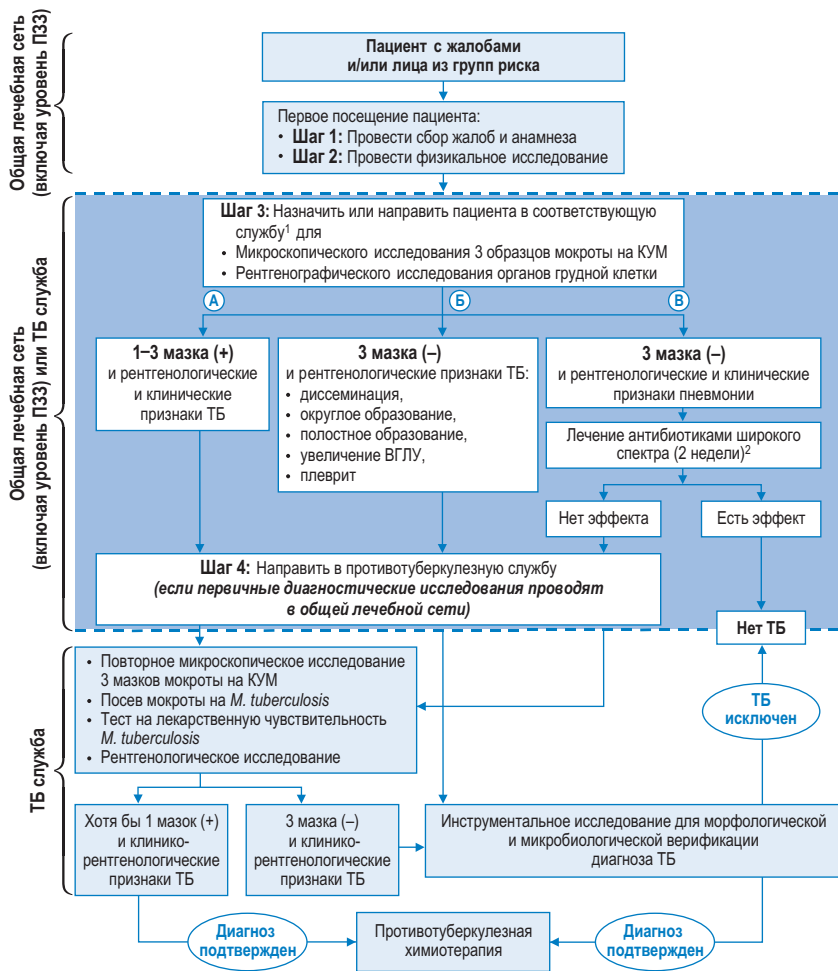 Общая лечебная сеть
(включая уровень ПЗЗ)
Пациент с жалобами
и/или лица из групп риска
Первое посещение пациента:
• Шаг 1: Провести сбор жалоб и анамнеза
• Шаг 2: Провести физикальное исследование
Общая лечебная сеть
(включая уровень ПЗЗ) или ТБ служба
Шаг 3: Назначить или направить пациента в соответствующую
службу1 для
• Микроскопического исследования 3 образцов мокроты на КУМ
• Рентгенографического исследования органов грудной клетки
А
Б
В
1–3 мазка (+)
и рентгенологические
и клинические
признаки ТБ
3 мазка (–)
и рентгенологические признаки ТБ:
• диссеминация,
• округлое образование,
• полостное образование,
• увеличение ВГЛУ,
• плеврит
3 мазка (–)
и рентгенологические и клинические
признаки пневмонии
Лечение антибиотиками широкого
спектра (2 недели)2
Нет эффекта
Есть эффект
Шаг 4: Направить в противотуберкулезную службу
(если первичные диагностические исследования проводят
в общей лечебной сети)
Нет ТБ
ТБ служба
• Повторное микроскопическое исследование
3 мазков мокроты на КУМ
• Посев мокроты на M. tuberculosis
• Тест на лекарственную чувствительность
M. tuberculosis
• Рентгенологическое исследование
ТБ
исключен
Хотя бы 1 мазок (+)
и клинико-
рентгенологические
признаки ТБ
3 мазка (–)
и клинико-
рентгенологические
признаки ТБ
Инструментальное исследование для морфологической
и микробиологической верификации
диагноза ТБ
Диагноз
подтвержден
Противотуберкулезная
химиотерапия
Диагноз
подтвержден